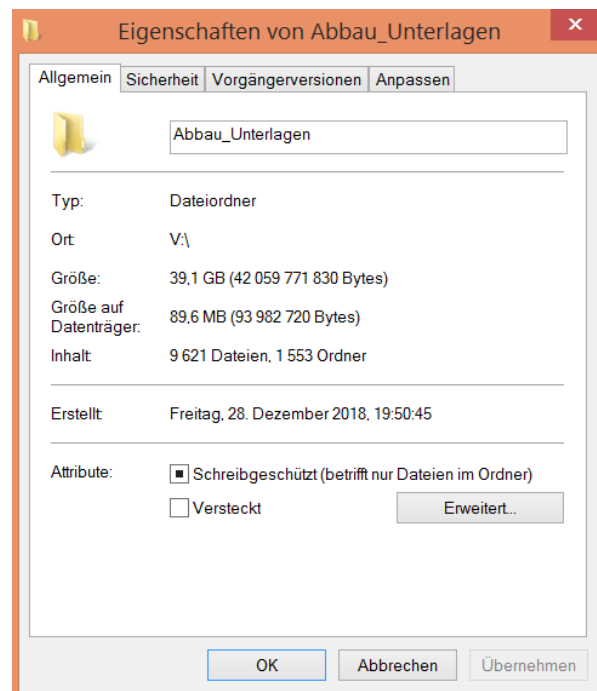 Eigenschaften von Abbau_Unterlagen
Allgemein Sicherheit Vorgängerversionen Anpassen
Abbau_Unterlagen
Typ: Dateiordner
Ort: V:\
Größe: 39,1 GB (42 059 771 830 Bytes)
Größe auf
Datenträger: 89,6 MB (93 982 720 Bytes)
Inhalt: 9 621 Dateien, 1 553 Ordner
Erstellt: Freitag, 28. Dezember 2018, 19:50:45
Attribute: Schreibgeschützt (betrifft nur Dateien im Ordner)
Versteckt Erweitert...
OK Abbrechen Übernehmen